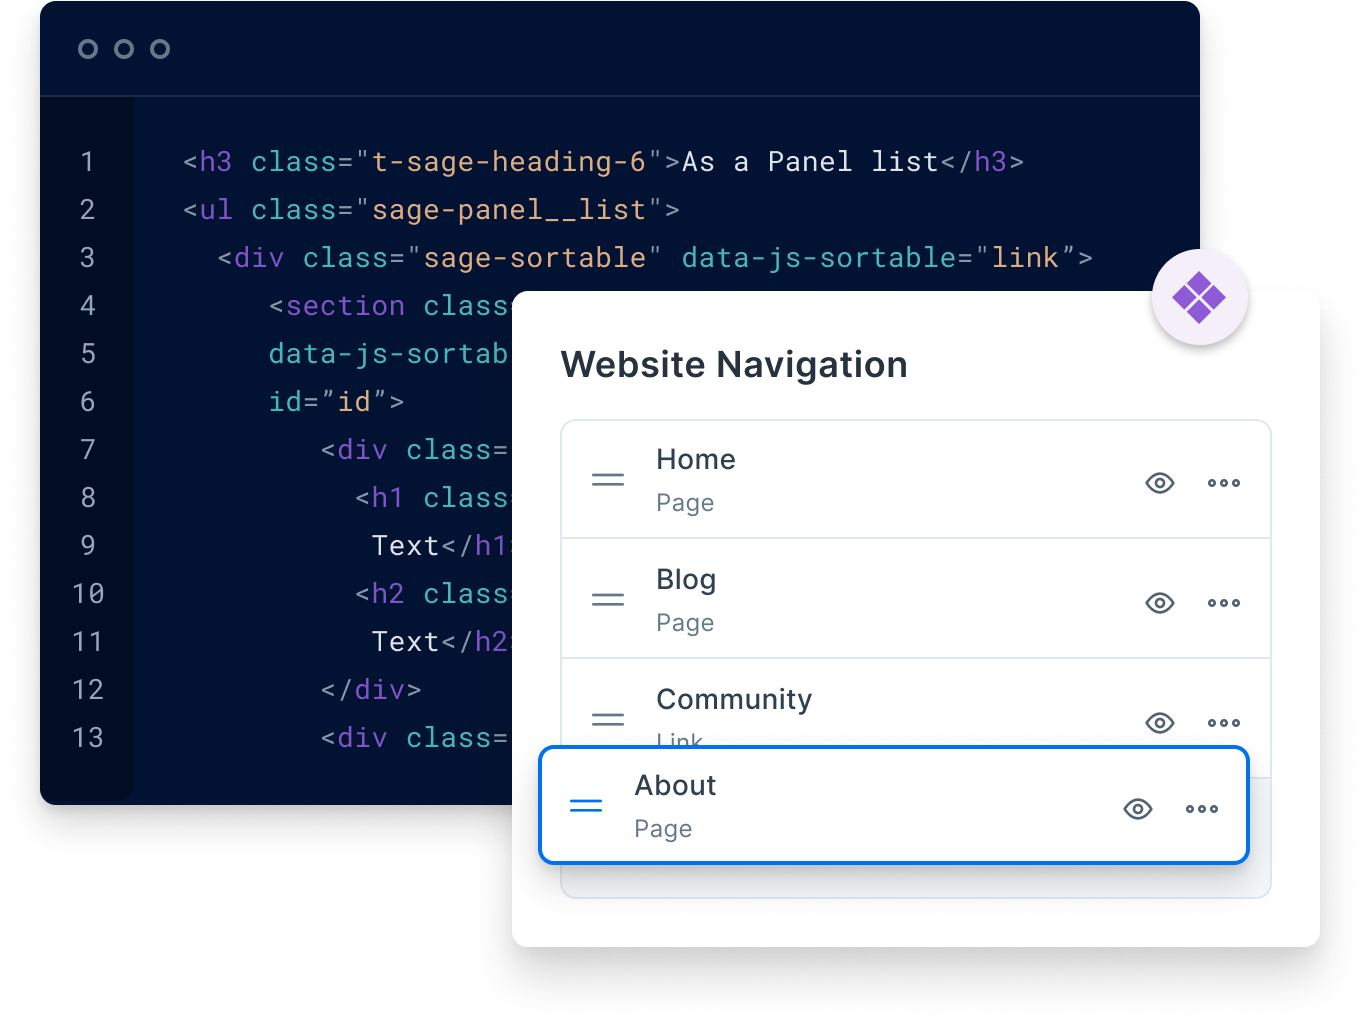 1 <h3 class="t-sage-heading-6">As a Panel list</h3>
2 <ul class="sage-panel__list">
3 <div class="sage-sortable" data-js-sortable="link”>
4 <section class
5 data-js-sortab
6 id=”id”>
7 <div class=
8 <h1 class
9 Text</h1
10 <h2 class
11 Text</h2
12 </div>
13 <div class=
Website Navigation
Home
Page
Blog
Page
Community
Link
About
Page